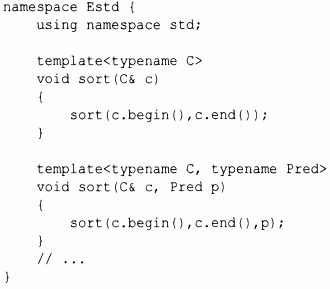 namespace Estd {
using namespace std;
template<typename C>
void sort(C& c)
{
sort(c.begin(),c.end());
}
template<typename C, typename Pred>
void sort(C& c, Pred p)
{
sort(c.begin(),c.end(),p);
}
// ...
}